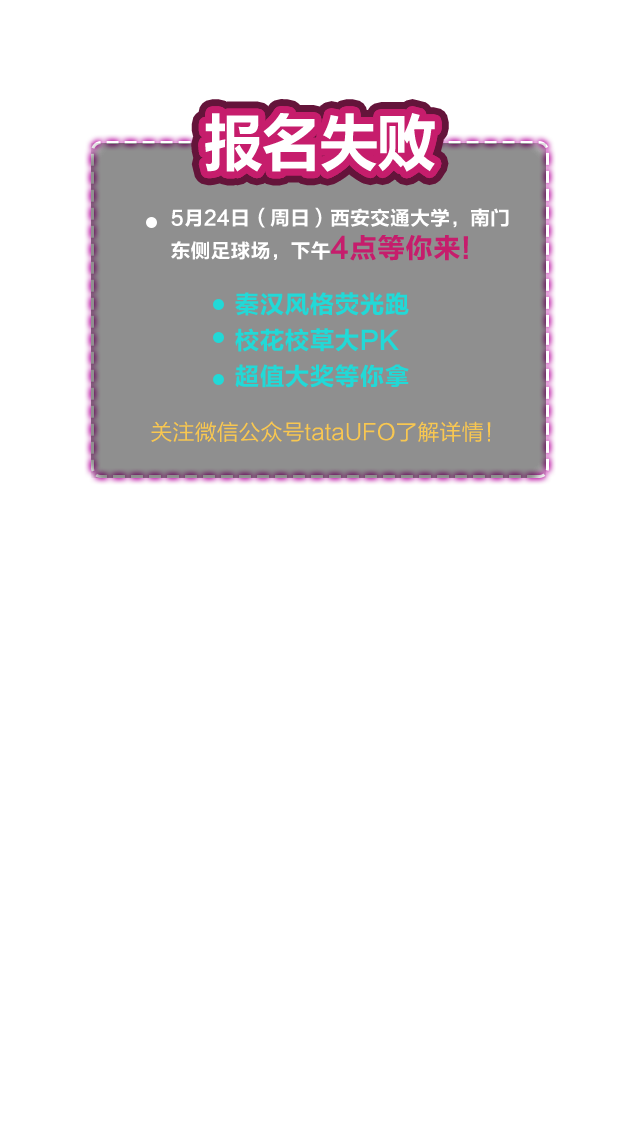 报名失败
5月24日（周日）西安交通大学，南门
东侧足球场，下午4点等你来!
秦汉风格荧光跑
校花校草大PK
超值大奖等你拿
关注微信公众号tataUFO了解详情!